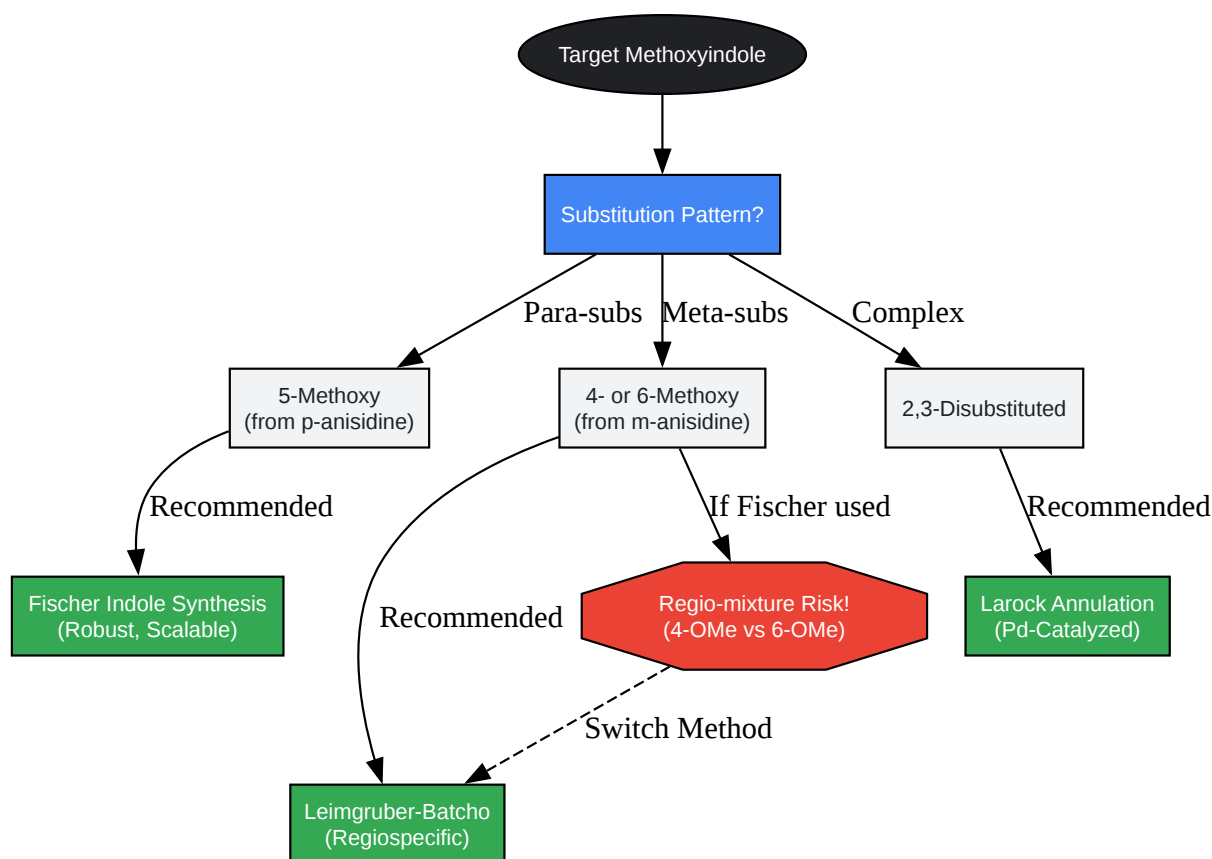 Target Methoxyindole
Substitution Pattern?
Para-subs
Meta-subs
Complex
5-Methoxy
(from p-anisidine)
4- or 6-Methoxy
(from m-anisidine)
2,3-Disubstituted
Recommended
If Fischer used
Recommended
Fischer Indole Synthesis
(Robust, Scalable)
Recommended
Regio-mixture Risk!
(4-OMe vs 6-OMe)
Larock Annulation
(Pd-Catalyzed)
Switch Method
Leimgruber-Batcho
(Regiospecific)